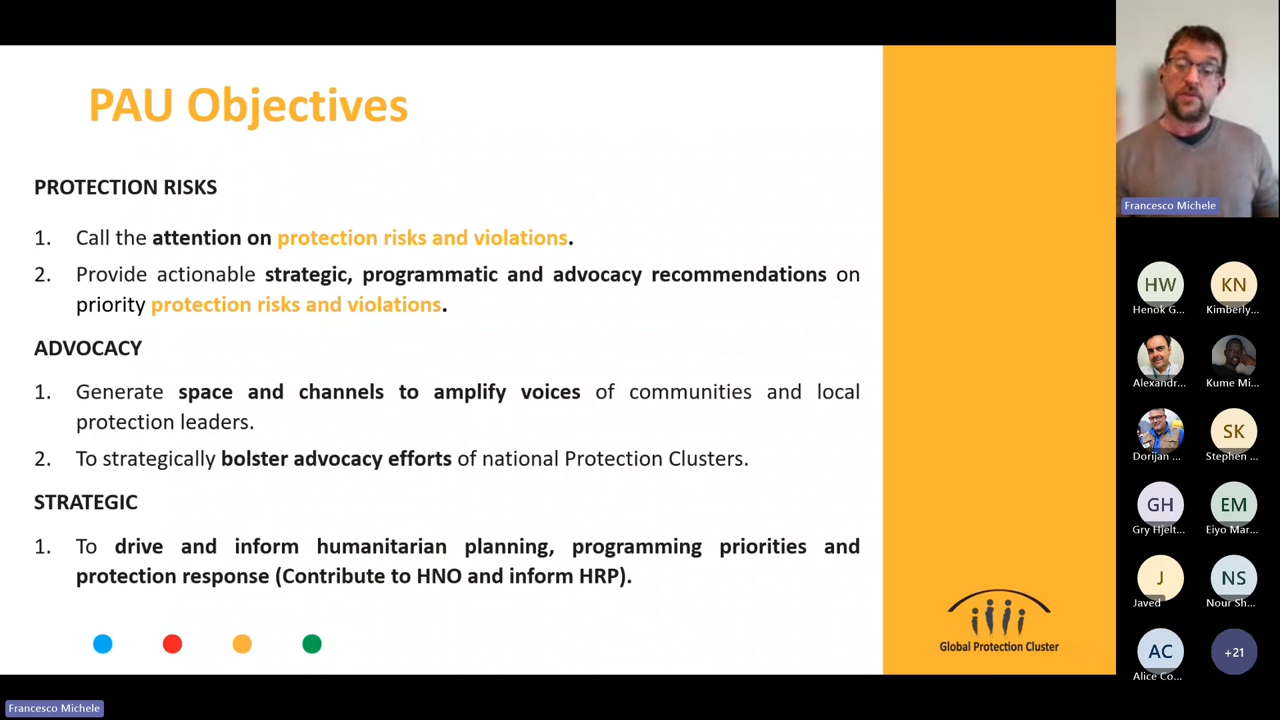 PAU Objectives
PROTECTION RISKS
1. Call the attention on protection risks and violations.
2. Provide actionable strategic, programmatic and advocacy recommendations on
priority protection risks and violations.
ADVOCACY
1. Generate space and channels to amplify voices of communities and local
protection leaders.
2. To strategically bolster advocacy efforts of national Protection Clusters.
STRATEGIC
1. To drive and inform humanitarian planning, programming priorities and
protection response (Contribute to HNO and inform HRP).
Global Protection Cluster
Francesco Michele
HW
Henok G...
KN
Kimberly...
Alexandr...
Kume Mi...
Dorijan ...
SK
Stephen ...
GH
Gry Hjelt...
EM
Eiyo Mar...
J
Javed
NS
Nour Sh...
AC
Alice Co...
+21
Francesco Michele